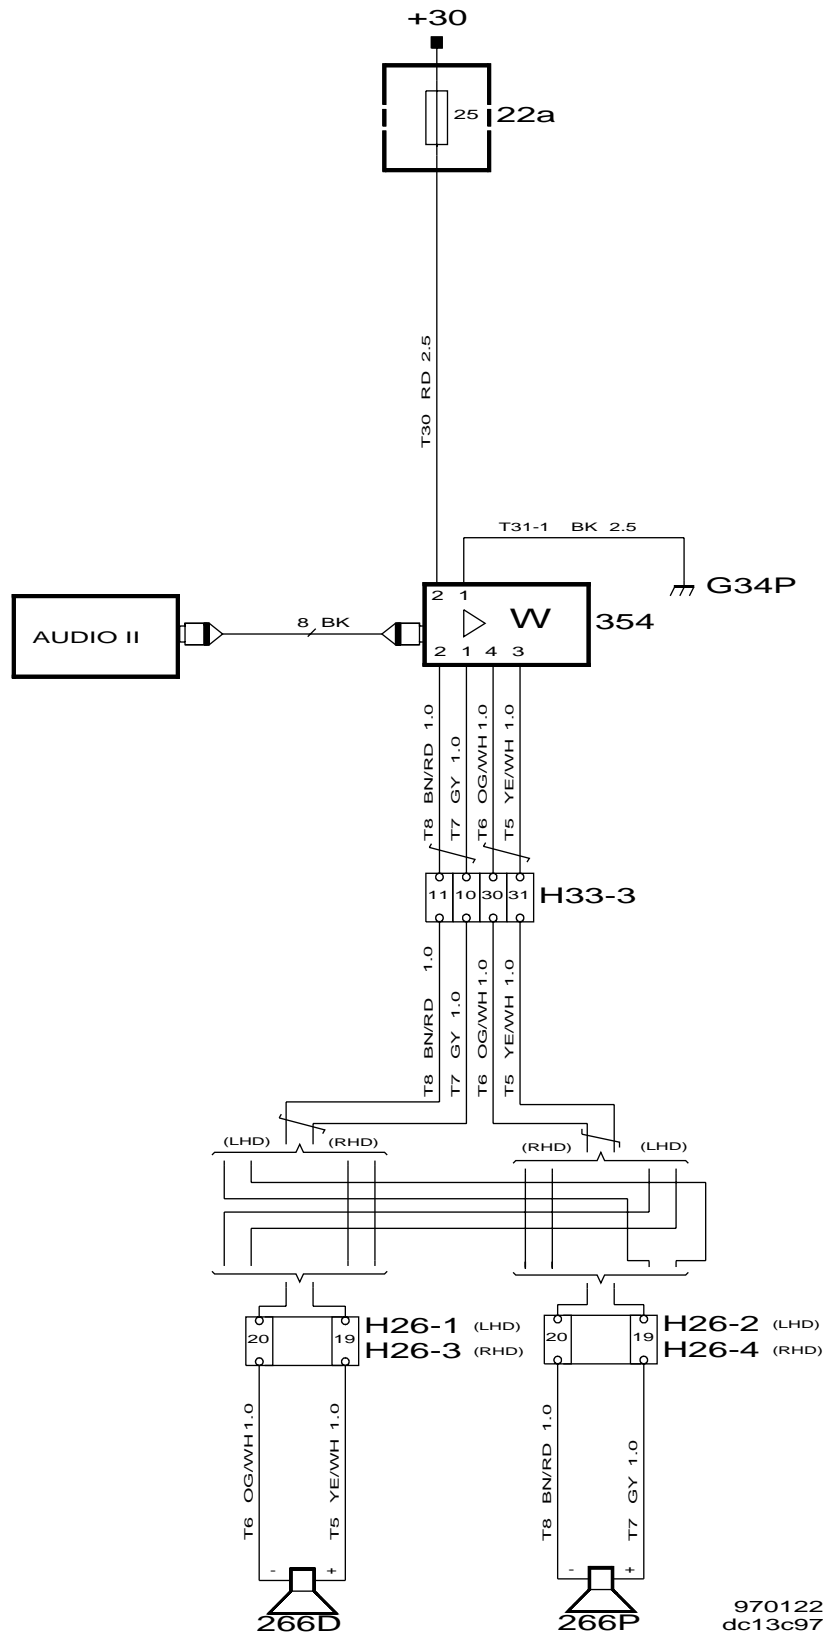 +30
25 22a
T30 RD 2.5
T31-1 BK 2.5
G34P
2 1
AUDIO II
8 BK
W
354
2 1 4 3
T8 BN/RD 1.0
T7 GY 1.0
T6 OG/WH 1.0
T5 YE/WH 1.0
11 10 30 31 H33-3
T8 BN/RD 1.0
T7 GY 1.0
T6 OG/WH 1.0
T5 YE/WH 1.0
(LHD) (RHD) (RHD) (LHD)
20 19 H26-1 (LHD)
H26-3 (RHD)
20 19 H26-2 (LHD)
H26-4 (RHD)
T6 OG/WH 1.0
T5 YE/WH 1.0
T8 BN/RD 1.0
T7 GY 1.0
- + - +
266D 266P
970122
dc13c97